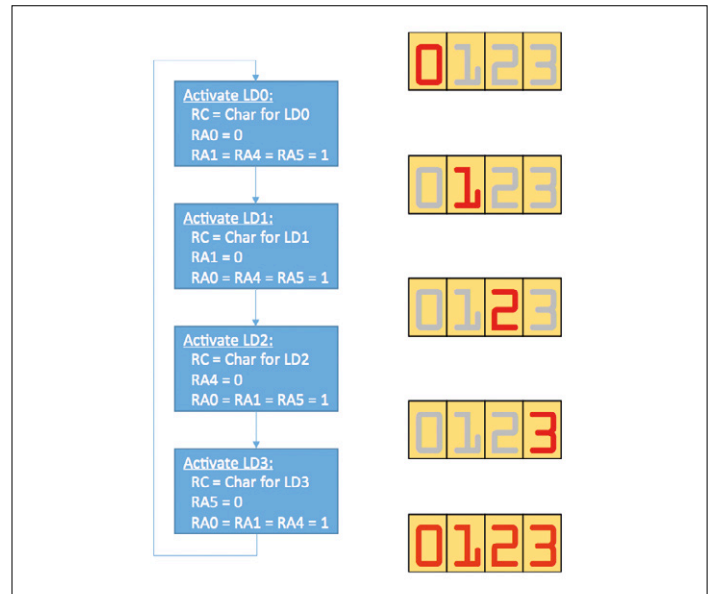 0123
Activate LD0:
RC = Char for LD0
RA0 = 0
RA1 = RA4 = RA5 = 1
0123
Activate LD1:
RC = Char for LD1
RA1 = 0
RA0 = RA4 = RA5 = 1
0123
Activate LD2:
RC = Char for LD2
RA4 = 0
RA0 = RA1 = RA5 = 1
0123
Activate LD3:
RC = Char for LD3
RA5 = 0
RA0 = RA1 = RA4 = 1
0123